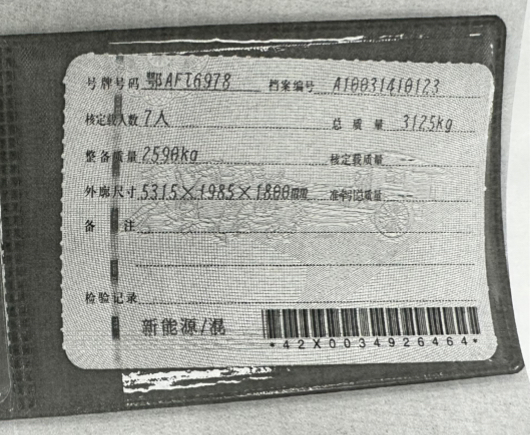 号牌号码 鄂AFT6978 档案编号 A10031410123
核定载人数 7人 总质量 3125kg
整备质量 2590kg 核定载质量 --
外廓尺寸 5315×1985×1800mm 准牵引总质量 --
备注
检验记录
新能源/混
*42X0034926464*